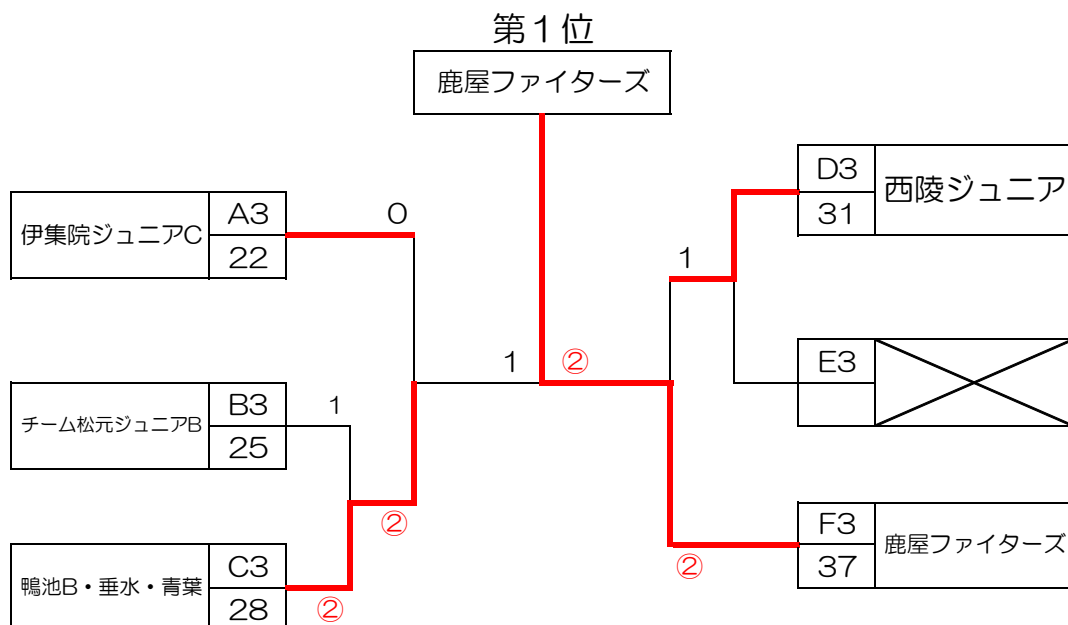 第1位
鹿屋ファイターズ
伊集院ジュニアC
A3
22
0
チーム松元ジュニアB
B3
25
1
鴨池B・垂水・青葉
C3
28
②
②
1
②
D3
31
西陵ジュニア
1
E3
F3
37
鹿屋ファイターズ
②